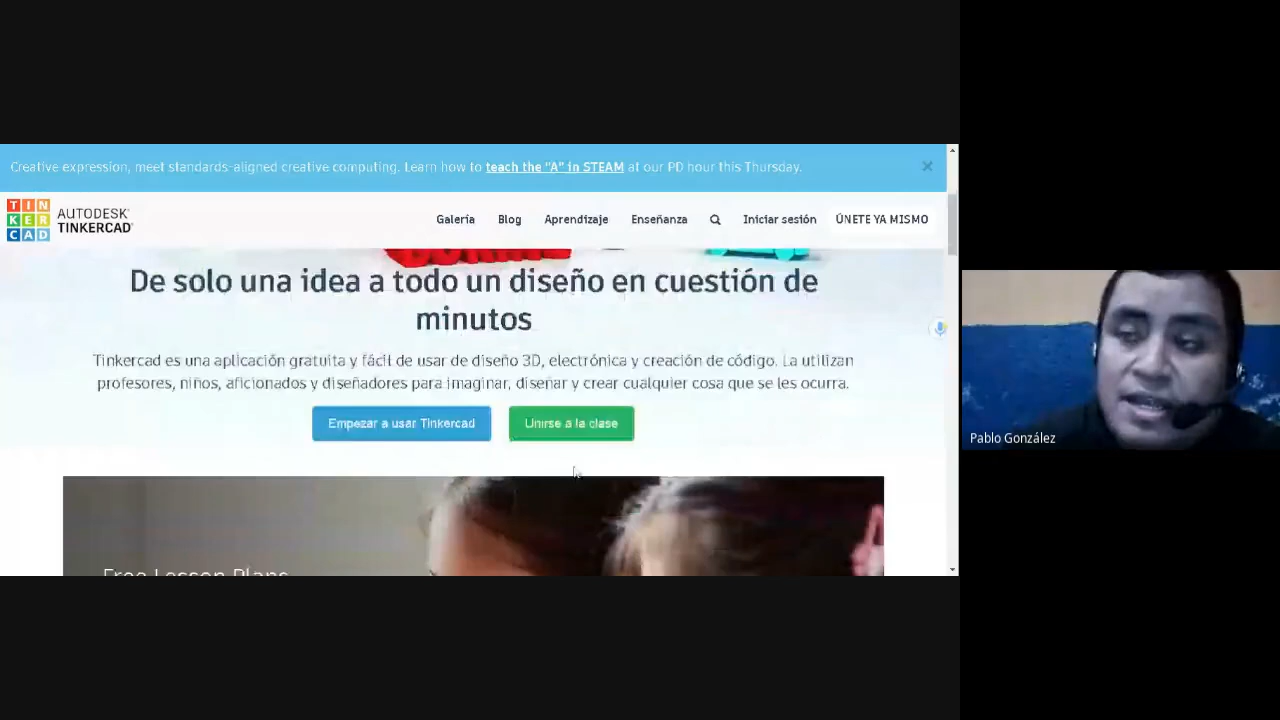 Creative expression, meet standards-aligned creative computing. Learn how to teach the "A" in STEAM at our PD hour this Thursday.
TIN
KER
CAD
AUTODESK
TINKERCAD
Galería Blog Aprendizaje Enseñanza Iniciar sesión ÚNETE YA MISMO
De solo una idea a todo un diseño en cuestión de
minutos
Tinkercad es una aplicación gratuita y fácil de usar de diseño 3D, electrónica y creación de código. La utilizan
profesores, niños, aficionados y diseñadores para imaginar, diseñar y crear cualquier cosa que se les ocurra.
Empezar a usar Tinkercad Unirse a la clase
Pablo González
Free Lesson Plans